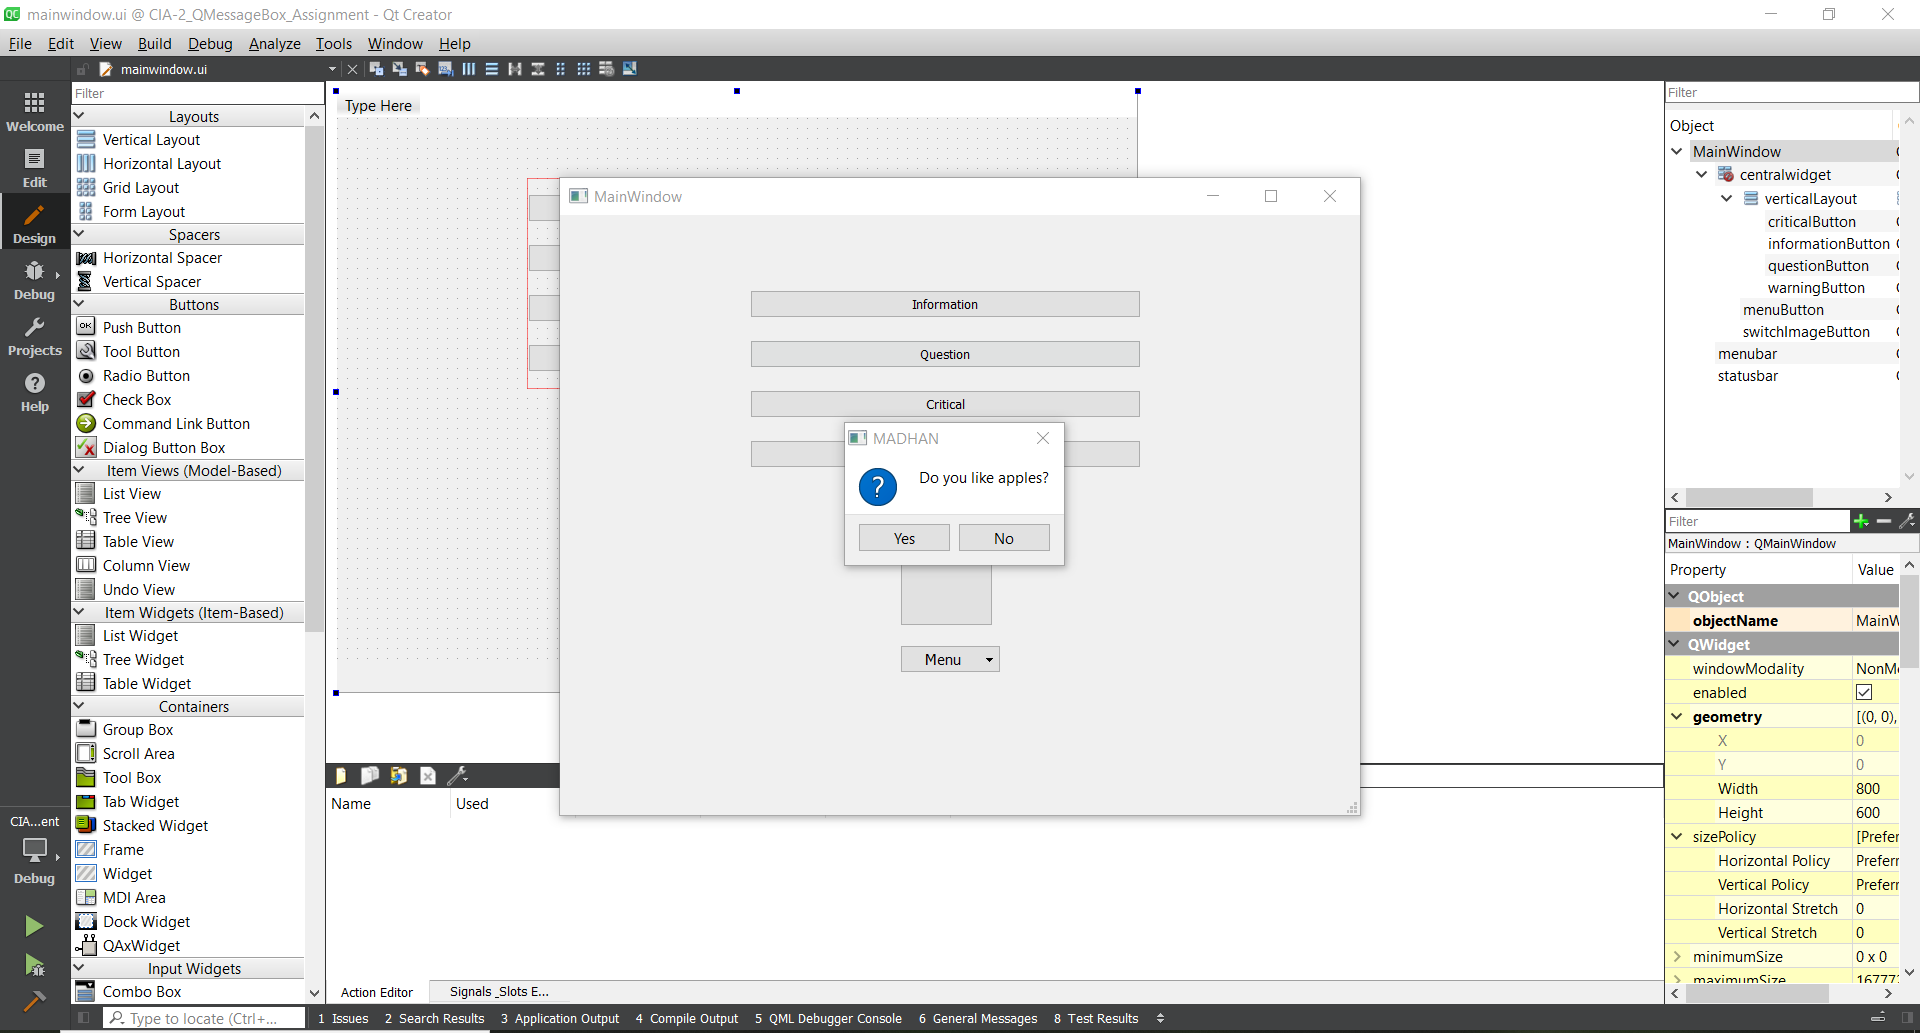 mainwindow.ui @ CIA-2_QMessageBox_Assignment - Qt Creator
File Edit View Build Debug Analyze Tools Window Help
mainwindow.ui
Welcome
Edit
Design
Debug
Projects
Help
CIA...ent
Debug
Filter
Layouts
Vertical Layout
Horizontal Layout
Grid Layout
Form Layout
Spacers
Horizontal Spacer
Vertical Spacer
Buttons
OK Push Button
Tool Button
Radio Button
Check Box
Command Link Button
Dialog Button Box
Item Views (Model-Based)
List View
Tree View
Table View
Column View
Undo View
Item Widgets (Item-Based)
List Widget
Tree Widget
Table Widget
Containers
Group Box
Scroll Area
Tool Box
Tab Widget
Stacked Widget
Frame
Widget
MDI Area
Dock Widget
QAxWidget
Input Widgets
Combo Box
Type Here
MainWindow
Information
Question
Critical
MADHAN
? Do you like apples?
Yes No
Menu
Name Used
Action Editor Signals _Slots E...
Filter
Object
MainWindow
centralwidget
verticalLayout
criticalButton
informationButton
questionButton
warningButton
menuButton
switchImageButton
menubar
statusbar
Filter
MainWindow : QMainWindow
Property Value
QObject
objectName MainW
QWidget
windowModality NonMo
enabled
geometry [(0, 0),
X 0
Y 0
Width 800
Height 600
sizePolicy [Prefer
Horizontal Policy Preferr
Vertical Policy Preferr
Horizontal Stretch 0
Vertical Stretch 0
minimumSize 0 x 0
maximumSize 16777
Type to locate (Ctrl+... 1 Issues 2 Search Results 3 Application Output 4 Compile Output 5 QML Debugger Console 6 General Messages 8 Test Results